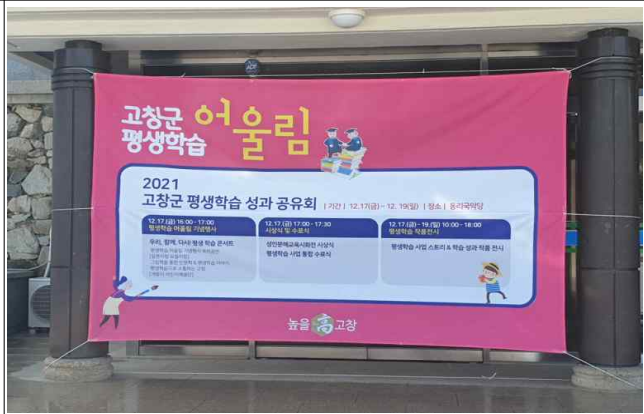 고창군
평생학습
어울림
2021
고창군 평생학습 성과 공유회 | 기간 | 12.17(금)~ 12. 19(일) | 장소 | 동리국악당
12.17.(금) 16:00 - 17:00
평생학습 어울림 기념행사
우리, 함께, 다시! 평생 학습 콘서트
12.17.(금) 17:00 - 17:30
시상식 및 수료식
성인문해교육시화전 시상식
평생학습 사업 통합 수료식
12.17.(금) - 19.(일) 10:00 - 18:00
평생학습 작품전시
평생학습 사업 스토리 & 학습 성과 작품 전시
높을 高 고창